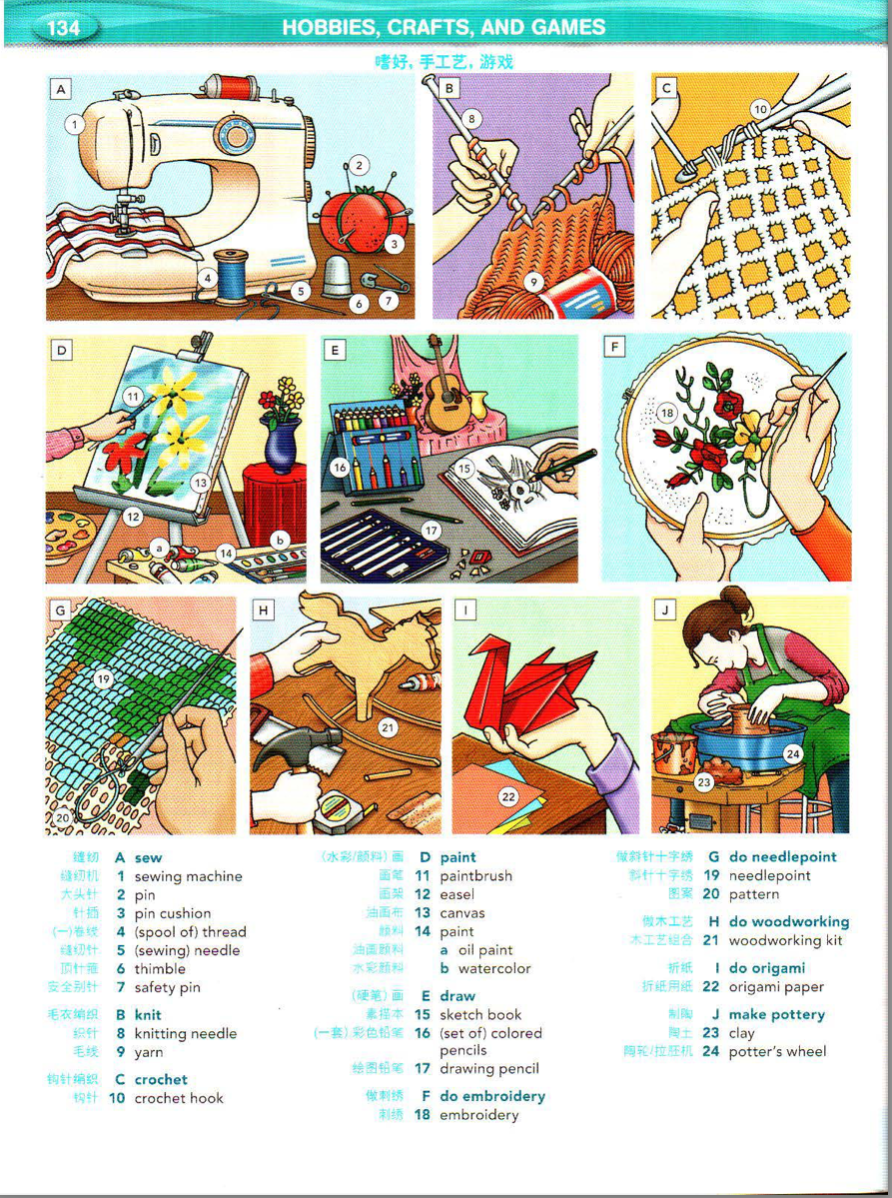 134
HOBBIES, CRAFTS, AND GAMES
嗜好, 手工艺, 游戏
A
1
2
3
4
5
6
7
B
8
9
C
10
D
11
12
13
14
a
b
E
15
16
17
F
18
G
19
20
H
21
I
22
J
23
24
缝纫 A sew
缝纫机 1 sewing machine
大头针 2 pin
针插 3 pin cushion
(一)卷线 4 (spool of) thread
缝纫针 5 (sewing) needle
顶针箍 6 thimble
安全别针 7 safety pin
毛衣编织 B knit
织针 8 knitting needle
毛线 9 yarn
钩针编织 C crochet
钩针 10 crochet hook
(水彩/颜料) 画 D paint
画笔 11 paintbrush
画架 12 easel
油画布 13 canvas
颜料 14 paint
油画颜料 a oil paint
水彩颜料 b watercolor
(硬笔) 画 E draw
素描本 15 sketch book
(一套) 彩色铅笔 16 (set of) colored
pencils
绘图铅笔 17 drawing pencil
做刺绣 F do embroidery
刺绣 18 embroidery
做斜针十字绣 G do needlepoint
斜针十字绣 19 needlepoint
图案 20 pattern
做木工艺 H do woodworking
木工艺组合 21 woodworking kit
折纸 I do origami
折纸用纸 22 origami paper
制陶 J make pottery
陶土 23 clay
陶轮/拉胚机 24 potter's wheel